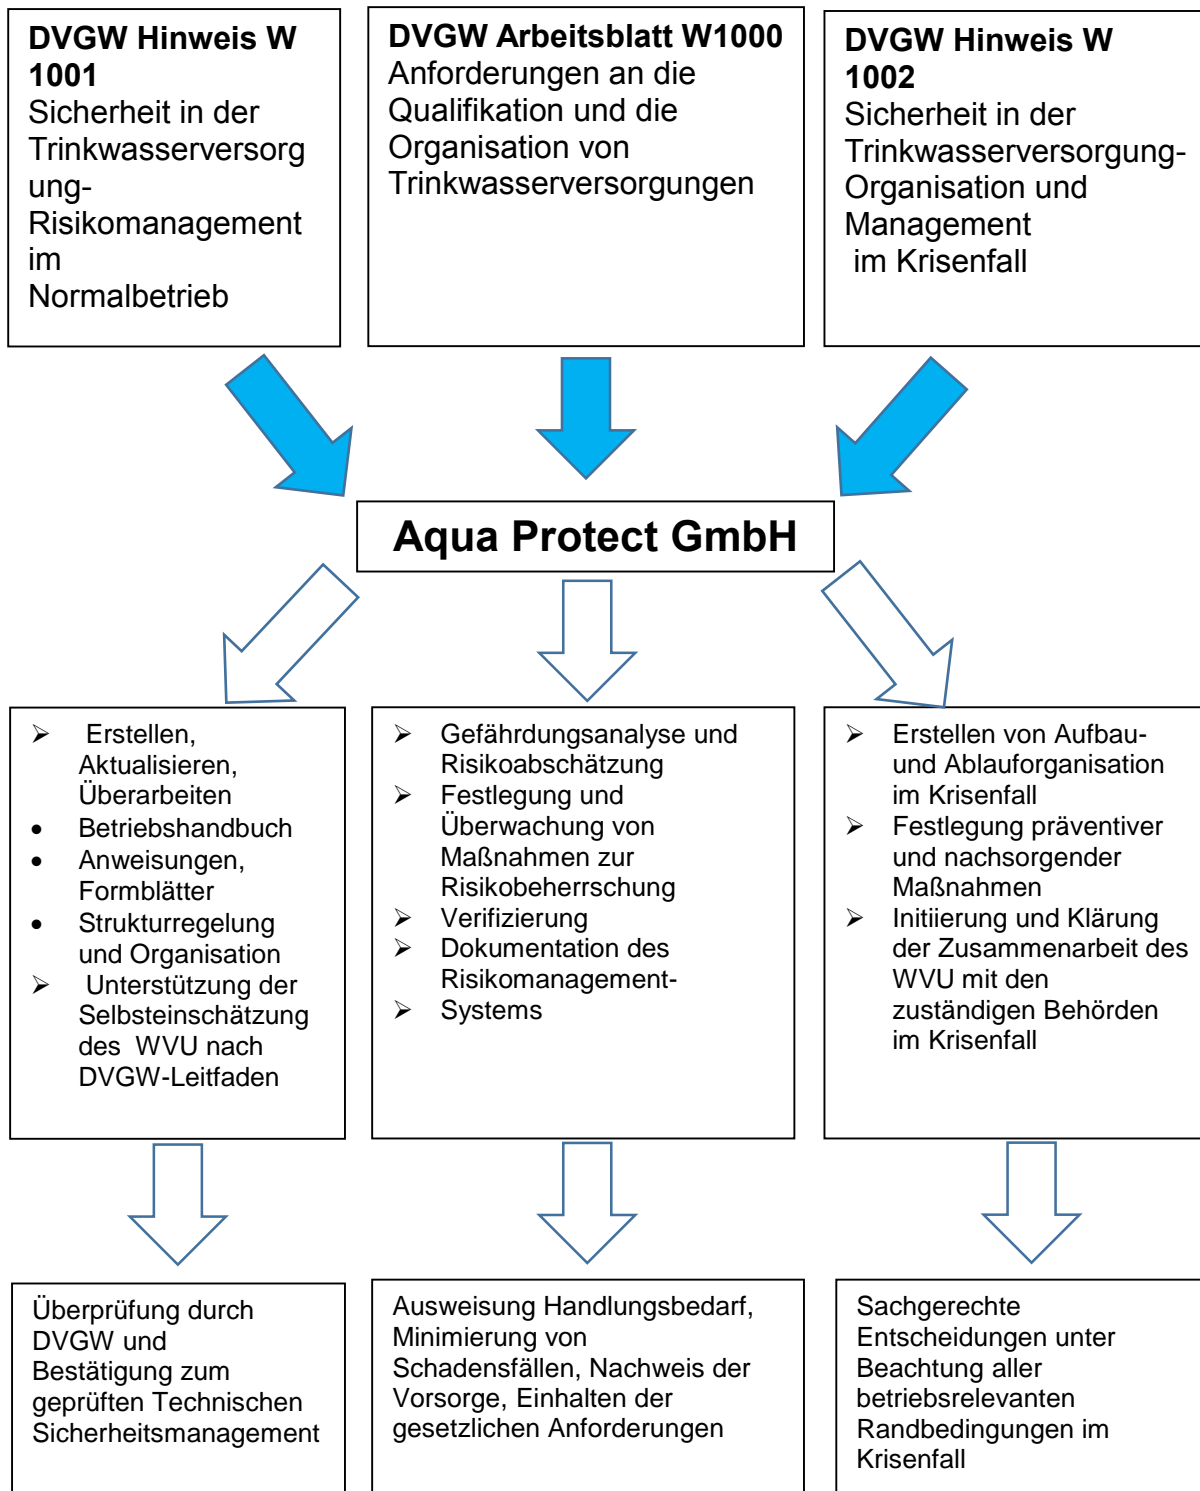 DVGW Hinweis W
1001
Sicherheit in der
Trinkwasserversorg
ung-
Risikomanagement
im
Normalbetrieb
DVGW Arbeitsblatt W1000
Anforderungen an die
Qualifikation und die
Organisation von
Trinkwasserversorgungen
DVGW Hinweis W
1002
Sicherheit in der
Trinkwasserversorgung-
Organisation und
Management
im Krisenfall
Aqua Protect GmbH
➢ Erstellen,
Aktualisieren,
Überarbeiten
• Betriebshandbuch
• Anweisungen,
Formblätter
• Strukturregelung
und Organisation
➢ Unterstützung der
Selbsteinschätzung
des WVU nach
DVGW-Leitfaden
➢ Gefährdungsanalyse und
Risikoabschätzung
➢ Festlegung und
Überwachung von
Maßnahmen zur
Risikobeherrschung
➢ Verifizierung
➢ Dokumentation des
Risikomanagement-
➢ Systems
➢ Erstellen von Aufbau-
und Ablauforganisation
im Krisenfall
➢ Festlegung präventiver
und nachsorgender
Maßnahmen
➢ Initiierung und Klärung
der Zusammenarbeit des
WVU mit den
zuständigen Behörden
im Krisenfall
Überprüfung durch
DVGW und
Bestätigung zum
geprüften Technischen
Sicherheitsmanagement
Ausweisung Handlungsbedarf,
Minimierung von
Schadensfällen, Nachweis der
Vorsorge, Einhalten der
gesetzlichen Anforderungen
Sachgerechte
Entscheidungen unter
Beachtung aller
betriebsrelevanten
Randbedingungen im
Krisenfall